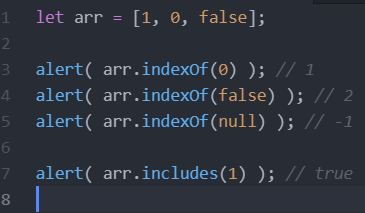 1 let arr = [1, 0, false];
2
3 alert( arr.indexOf(0) ); // 1
4 alert( arr.indexOf(false) ); // 2
5 alert( arr.indexOf(null) ); // -1
6
7 alert( arr.includes(1) ); // true
8